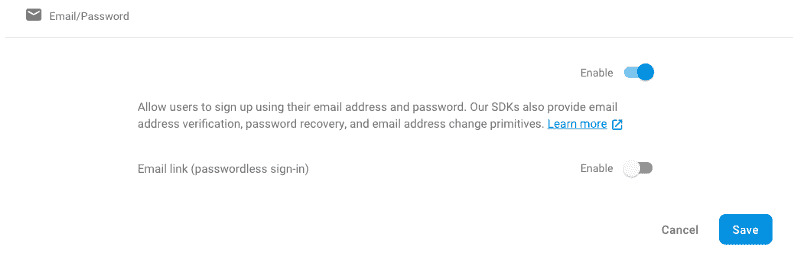 Email/Password
Enable
Allow users to sign up using their email address and password. Our SDKs also provide email
address verification, password recovery, and email address change primitives. Learn more
Email link (passwordless sign-in) Enable
Cancel Save